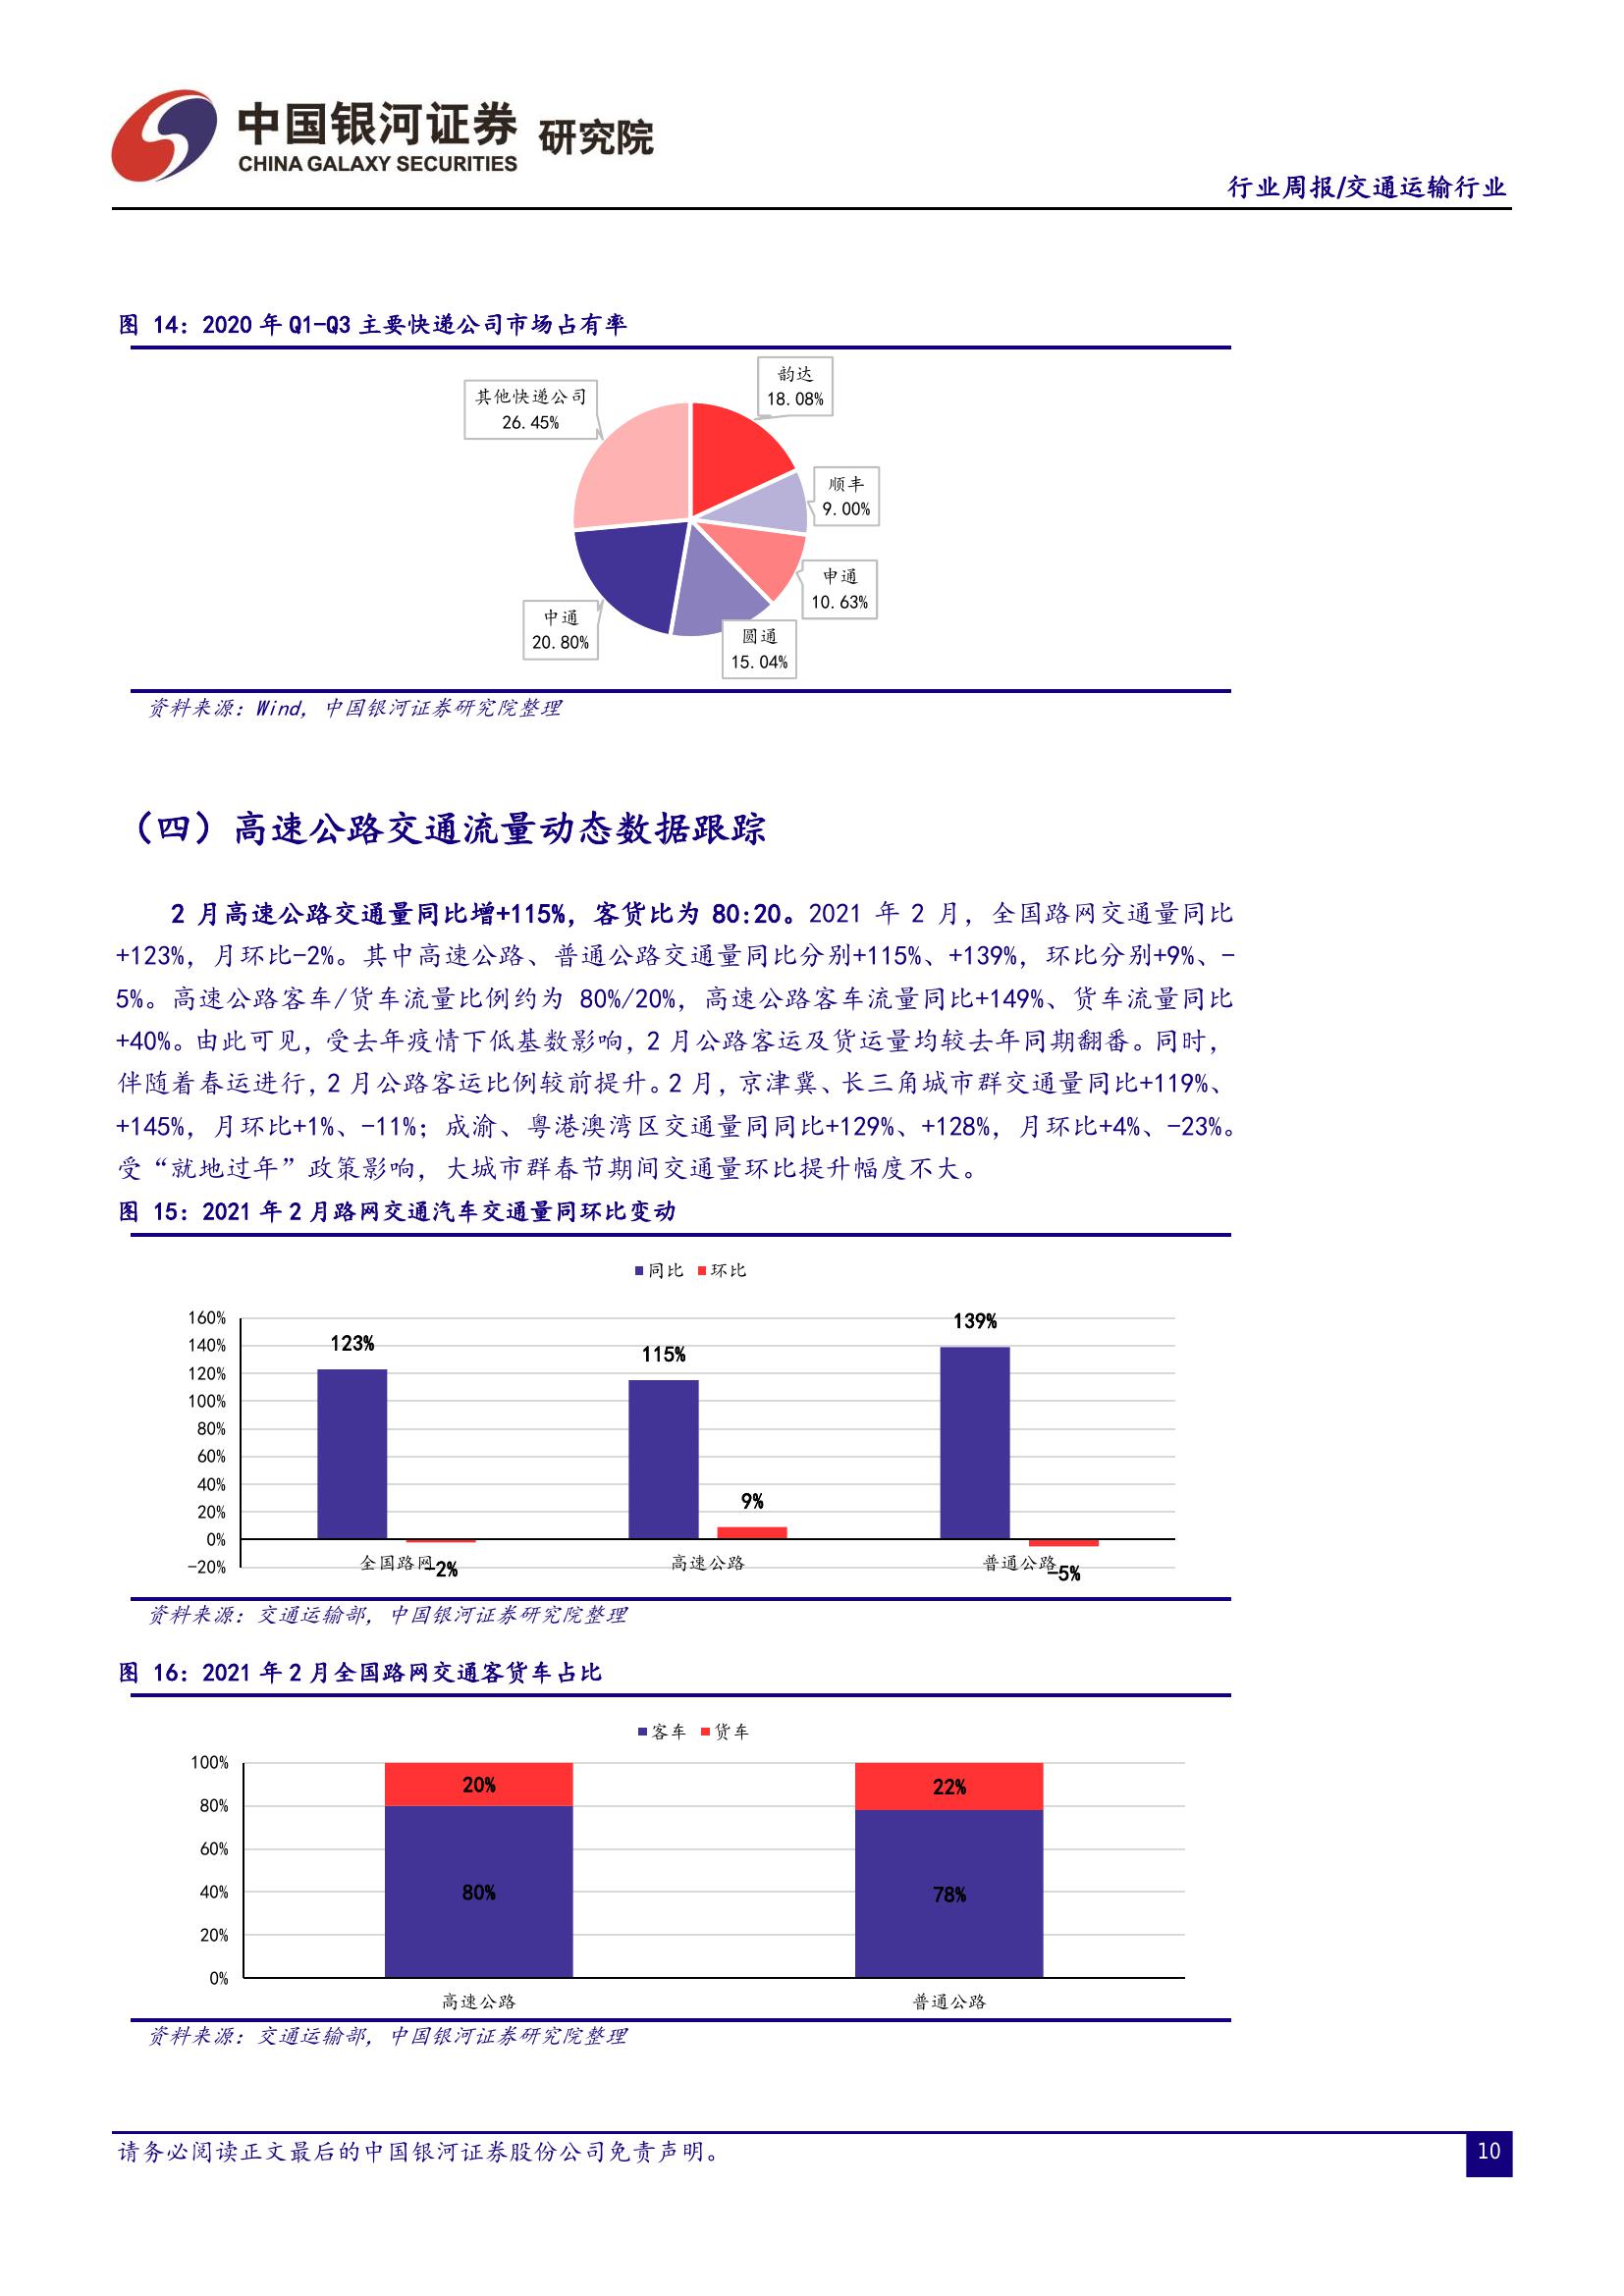 中国银河证券 研究院
CHINA GALAXY SECURITIES
行业周报/交通运输行业
图 14：2020 年 Q1-Q3 主要快递公司市场占有率
韵达
18.08%
其他快递公司
26.45%
顺丰
9.00%
申通
10.63%
中通
20.80%
圆通
15.04%
资料来源：Wind，中国银河证券研究院整理
（四）高速公路交通流量动态数据跟踪
2 月高速公路交通量同比增+115%，客货比为 80:20。2021 年 2 月，全国路网交通量同比
+123%，月环比-2%。其中高速公路、普通公路交通量同比分别+115%、+139%，环比分别+9%、-
5%。高速公路客车/货车流量比例约为 80%/20%，高速公路客车流量同比+149%、货车流量同比
+40%。由此可见，受去年疫情下低基数影响，2 月公路客运及货运量均较去年同期翻番。同时，
伴随着春运进行，2 月公路客运比例较前提升。2 月，京津冀、长三角城市群交通量同比+119%、
+145%，月环比+1%、-11%；成渝、粤港澳湾区交通量同同比+129%、+128%，月环比+4%、-23%。
受“就地过年”政策影响，大城市群春节期间交通量环比提升幅度不大。
图 15：2021 年 2 月路网交通汽车交通量同环比变动
同比 环比
160%
140%
120%
100%
80%
60%
40%
20%
0%
-20%
123%
115%
139%
9%
-2%
-5%
全国路网
高速公路
普通公路
资料来源：交通运输部，中国银河证券研究院整理
图 16：2021 年 2 月全国路网交通客货车占比
客车 货车
100%
80%
60%
40%
20%
0%
20%
22%
80%
78%
高速公路
普通公路
资料来源：交通运输部，中国银河证券研究院整理
请务必阅读正文最后的中国银河证券股份公司免责声明。
10